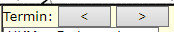 Termin: < >